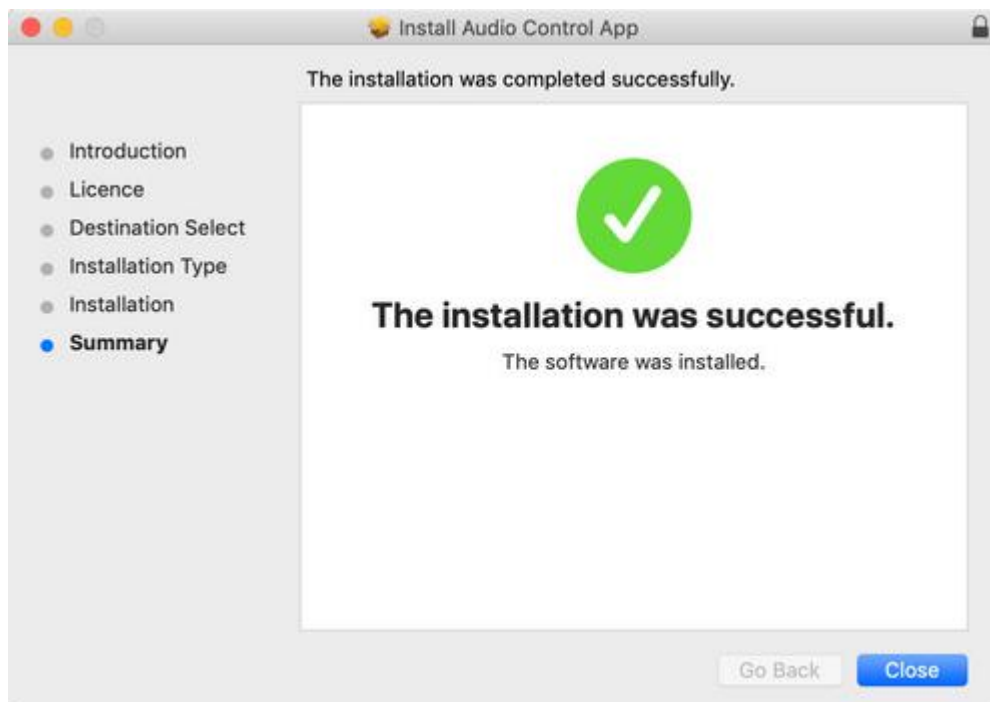 Install Audio Control App
The installation was completed successfully.
Introduction
Licence
Destination Select
Installation Type
Installation
Summary
The installation was successful.
The software was installed.
Go Back
Close